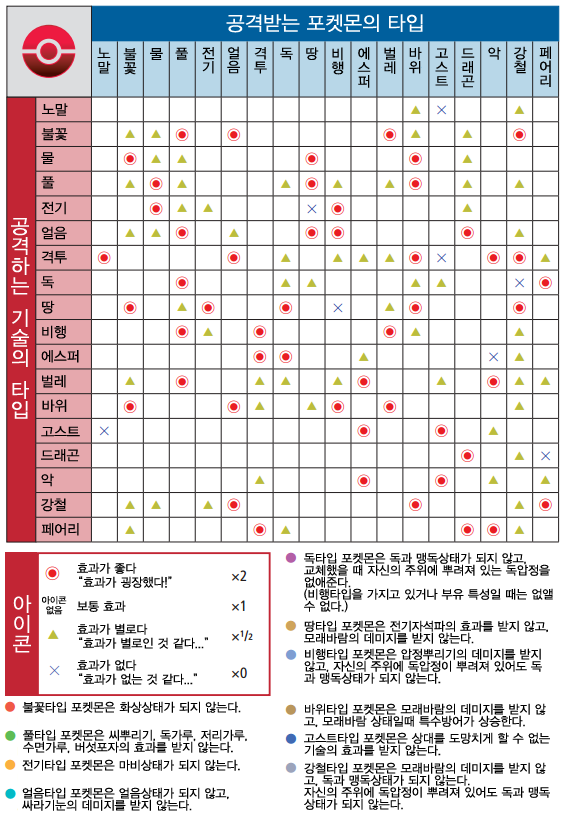 공격받는 포켓몬의 타입
노말 불꽃 물 풀 전기 얼음 격투 독 땅 비행 에스퍼 벌레 바위 고스트 드래곤 악 강철 페어리
공격하는 기술의 타입
노말
불꽃
물
풀
전기
얼음
격투
독
땅
비행
에스퍼
벌레
바위
고스트
드래곤
악
강철
페어리
아이콘
효과가 좋다
"효과가 굉장했다!" ×2
아이콘
없음 보통 효과 ×1
효과가 별로다
"효과가 별로인 것 같다..." ×1/2
효과가 없다
"효과가 없는 것 같다..." ×0
불꽃타입 포켓몬은 화상상태가 되지 않는다.
풀타입 포켓몬은 씨뿌리기, 독가루, 저리가루,
수면가루, 버섯포자의 효과를 받지 않는다.
전기타입 포켓몬은 마비상태가 되지 않는다.
얼음타입 포켓몬은 얼음상태가 되지 않고,
싸라기눈의 데미지를 받지 않는다.
독타입 포켓몬은 독과 맹독상태가 되지 않고,
교체했을 때 자신의 주위에 뿌려져 있는 독압정을
없애준다.
(비행타입을 가지고 있거나 부유 특성일 때는 없앨
수 없다.)
땅타입 포켓몬은 전기자석파의 효과를 받지 않고,
모래바람의 데미지를 받지 않는다.
비행타입 포켓몬은 압정뿌리기의 데미지를 받지
않고, 자신의 주위에 독압정이 뿌려져 있어도 독
과 맹독상태가 되지 않는다.
바위타입 포켓몬은 모래바람의 데미지를 받지 않
고, 모래바람 상태일때 특수방어가 상승한다.
고스트타입 포켓몬은 상대를 도망치게 할 수 없는
기술의 효과를 받지 않는다.
강철타입 포켓몬은 모래바람의 데미지를 받지 않
고, 독과 맹독상태가 되지 않는다.
자신의 주위에 독압정이 뿌려져 있어도 독과 맹독
상태가 되지 않는다.